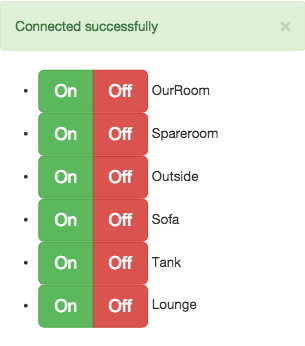 Connected successfully ×
On Off OurRoom
On Off Spareroom
On Off Outside
On Off Sofa
On Off Tank
On Off Lounge